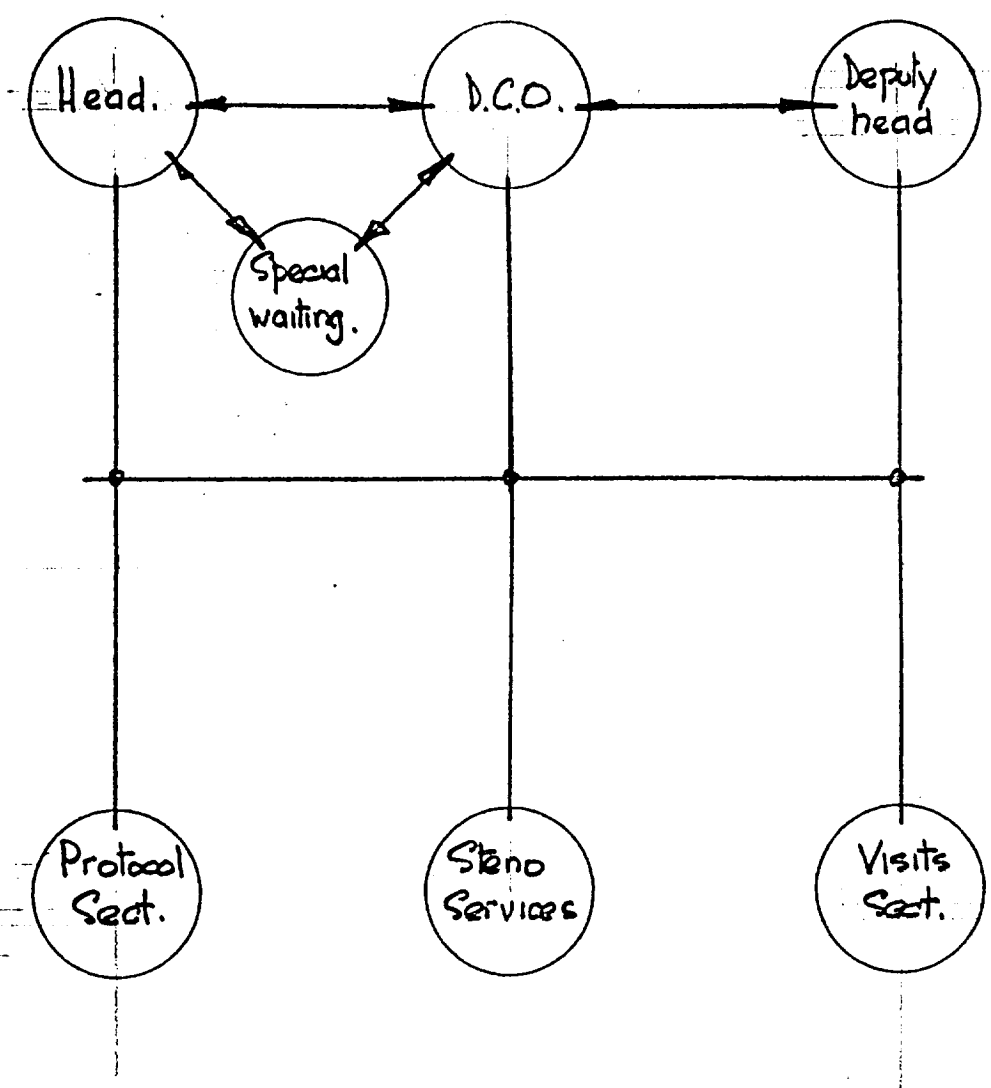 Head.
D.C.O.
Deputy
head
Special
waiting.
Protocol
Sect.
Steno
Services
Visits
Sect.